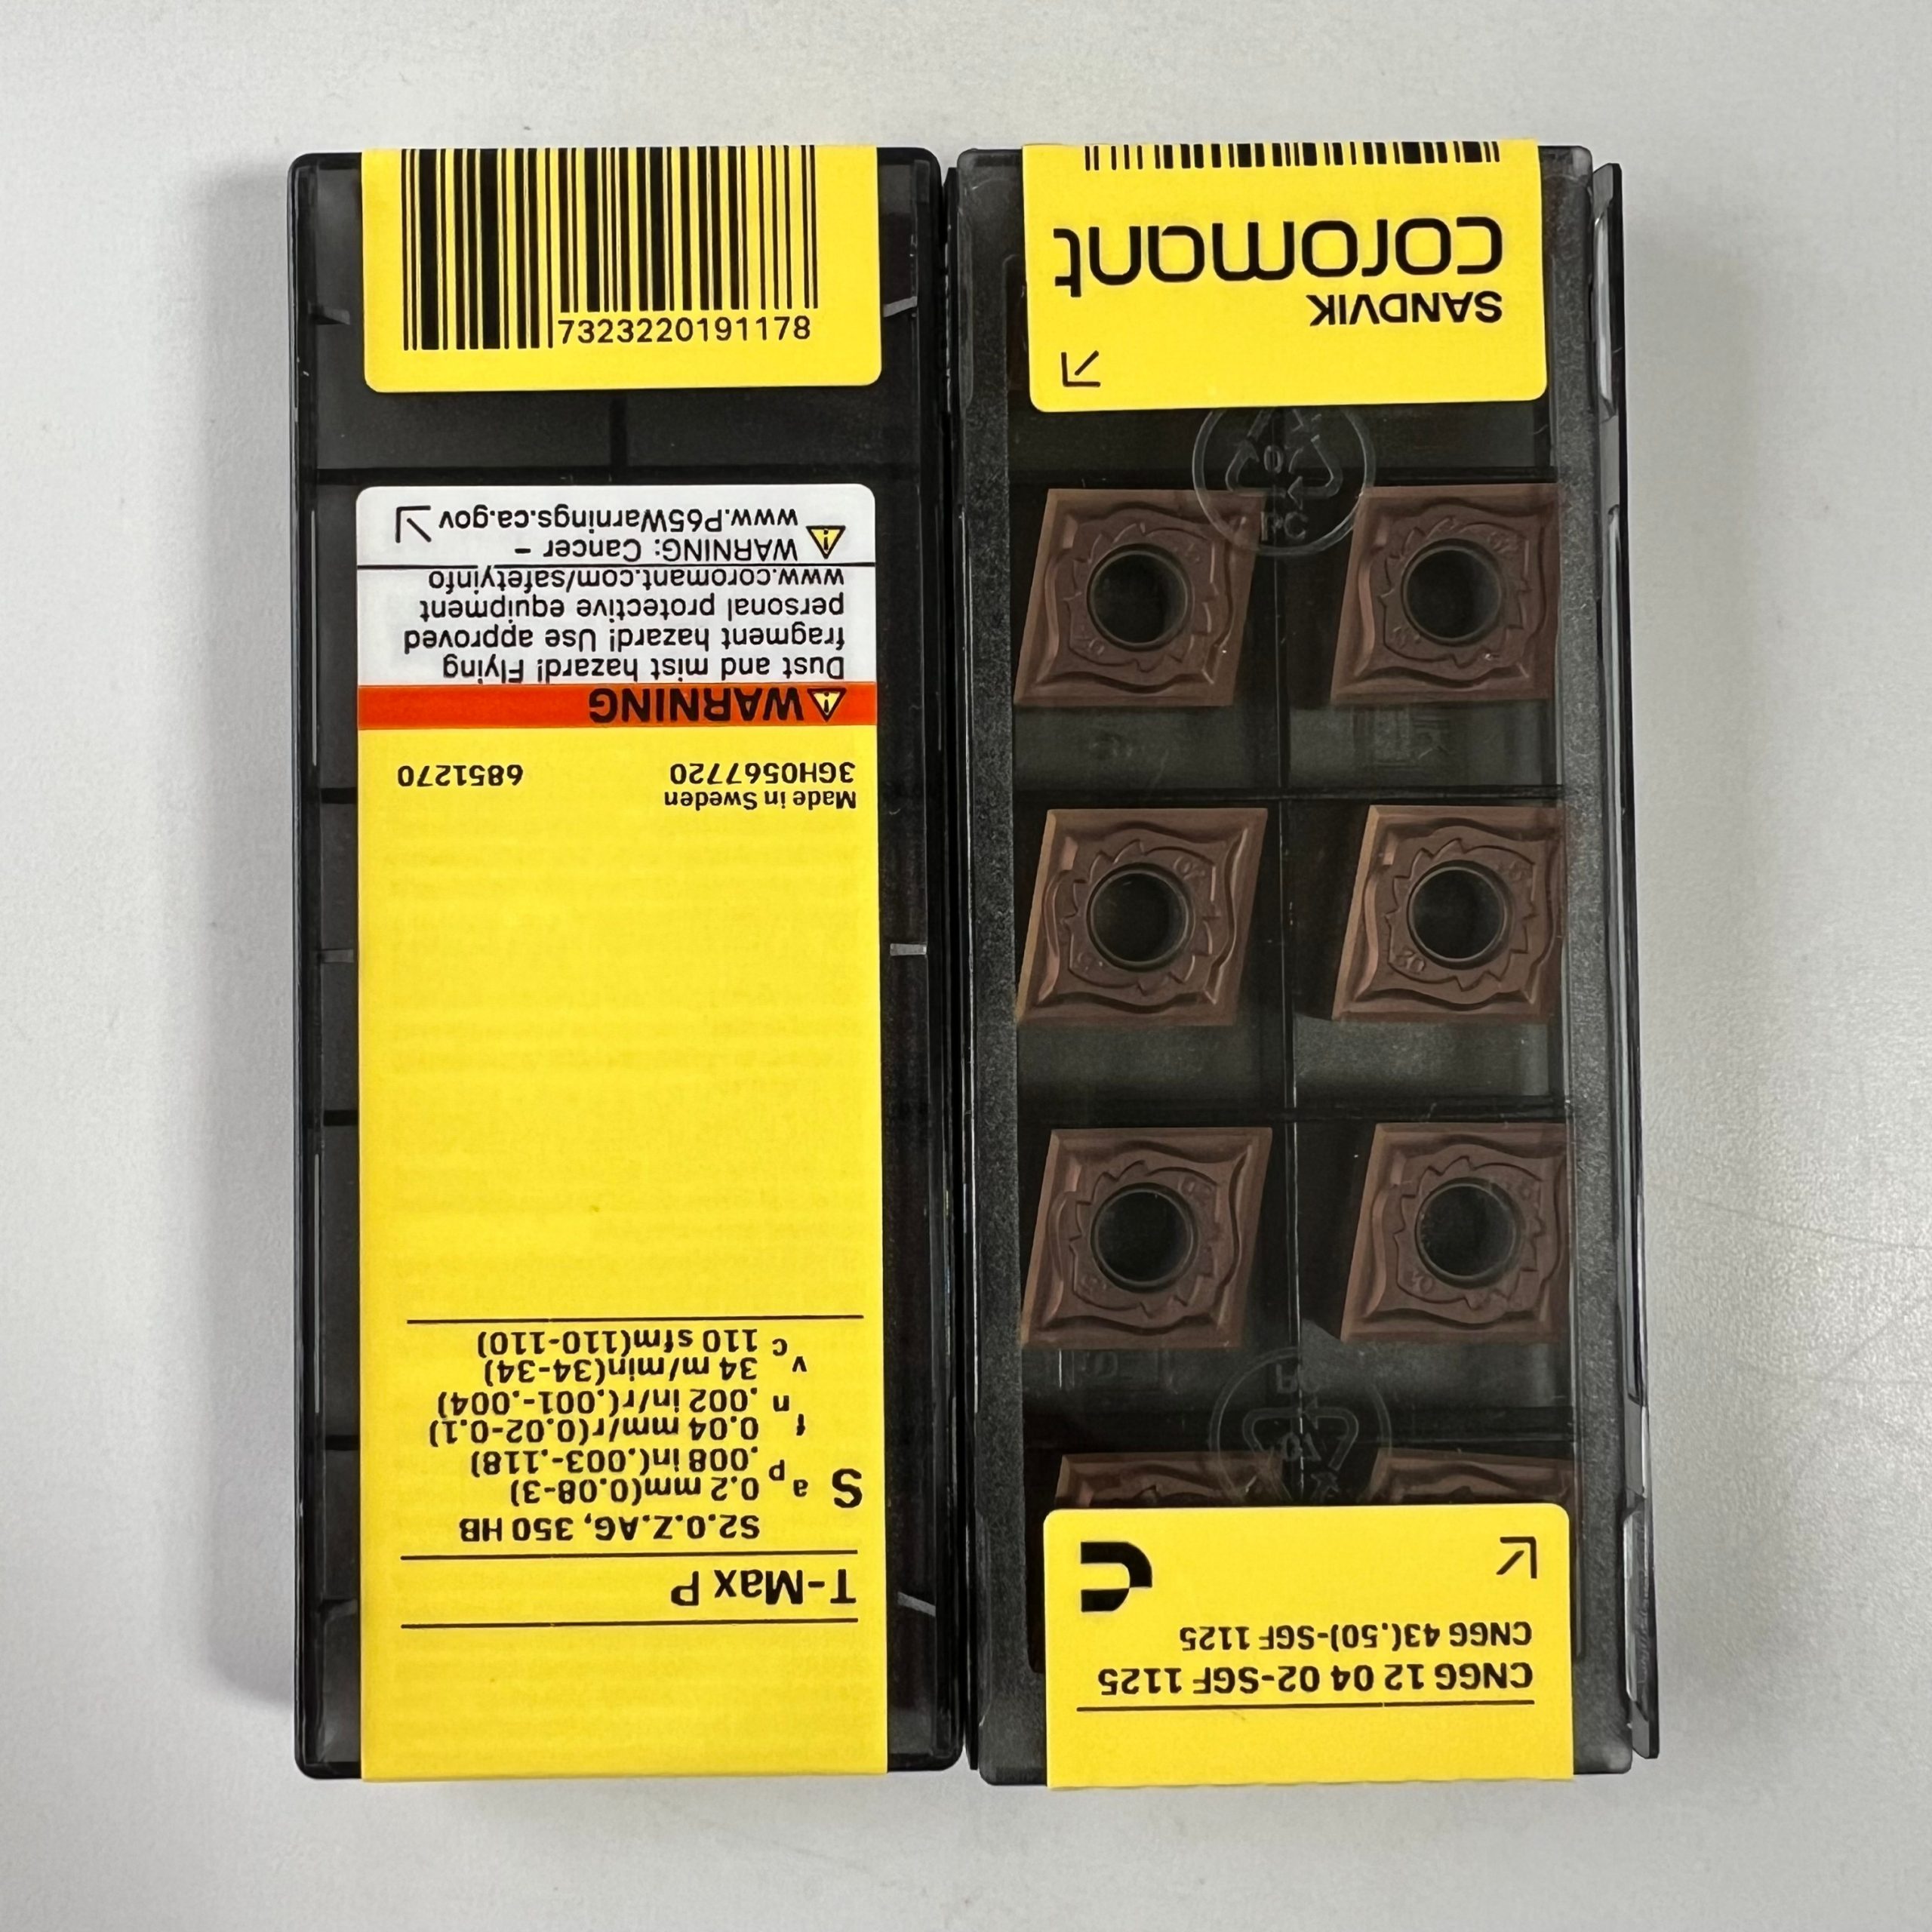 T-Max P
S2.0.Z.AG, 350 HB
S
ap 0.2 mm(0.08-3)
.008 in(.003-.118)
fn 0.04 mm/r(0.02-0.1)
.002 in/r(.001-.004)
vc 34 m/min(34-34)
110 sfm(110-110)
Made in Sweden
3GH0567720 6851270
WARNING
Dust and mist hazard! Flying
fragment hazard! Use approved
personal protective equipment
www.coromant.com/safetyinfo
WARNING: Cancer –
www.P65Warnings.ca.gov
7323220191178
CNGG 12 04 02-SGF 1125
CNGG 43(.50)-SGF 1125
SANDVIK
coromant
PC